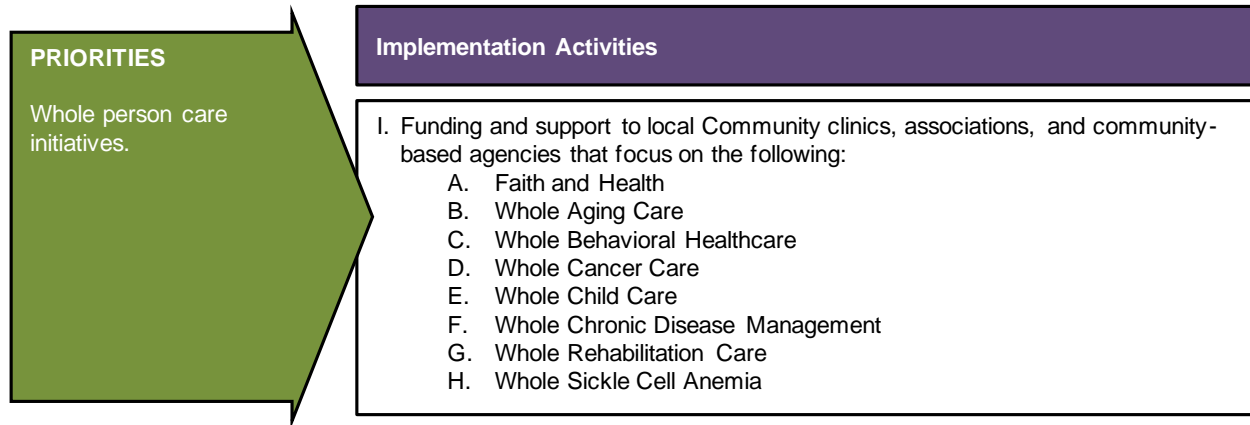 PRIORITIES
Whole person care
initiatives.
Implementation Activities
I. Funding and support to local Community clinics, associations, and community-
based agencies that focus on the following:
A. Faith and Health
B. Whole Aging Care
C. Whole Behavioral Healthcare
D. Whole Cancer Care
E. Whole Child Care
F. Whole Chronic Disease Management
G. Whole Rehabilitation Care
H. Whole Sickle Cell Anemia